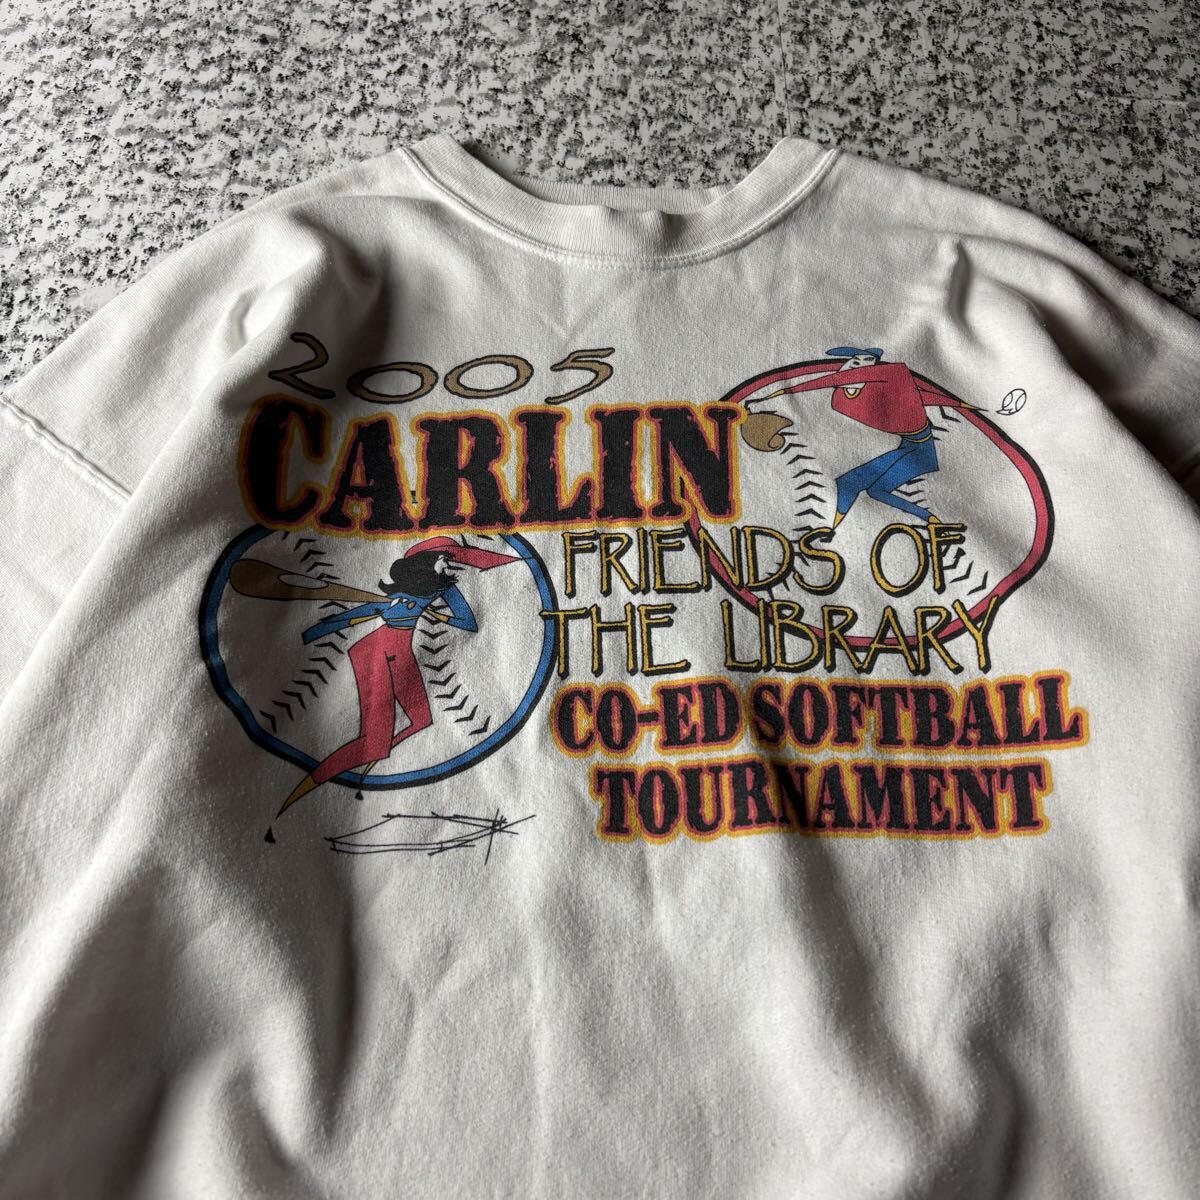 2005
CARLIN
FRIENDS OF
THE LIBRARY
CO-ED SOFTBALL
TOURNAMENT